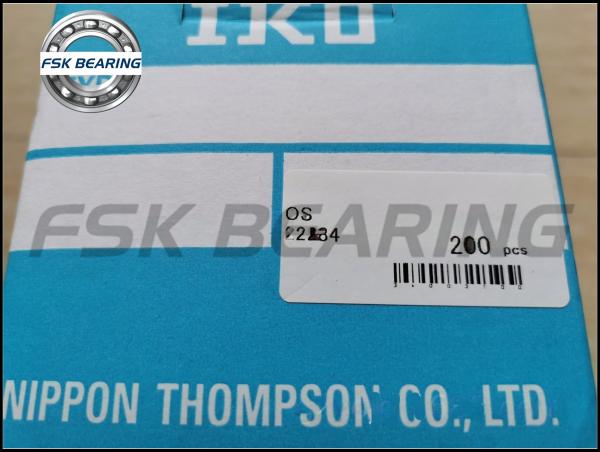 IKO
FSK BEARING
FSK BEARING
OS
200 pcs
NIPPON THOMPSON CO., LTD.